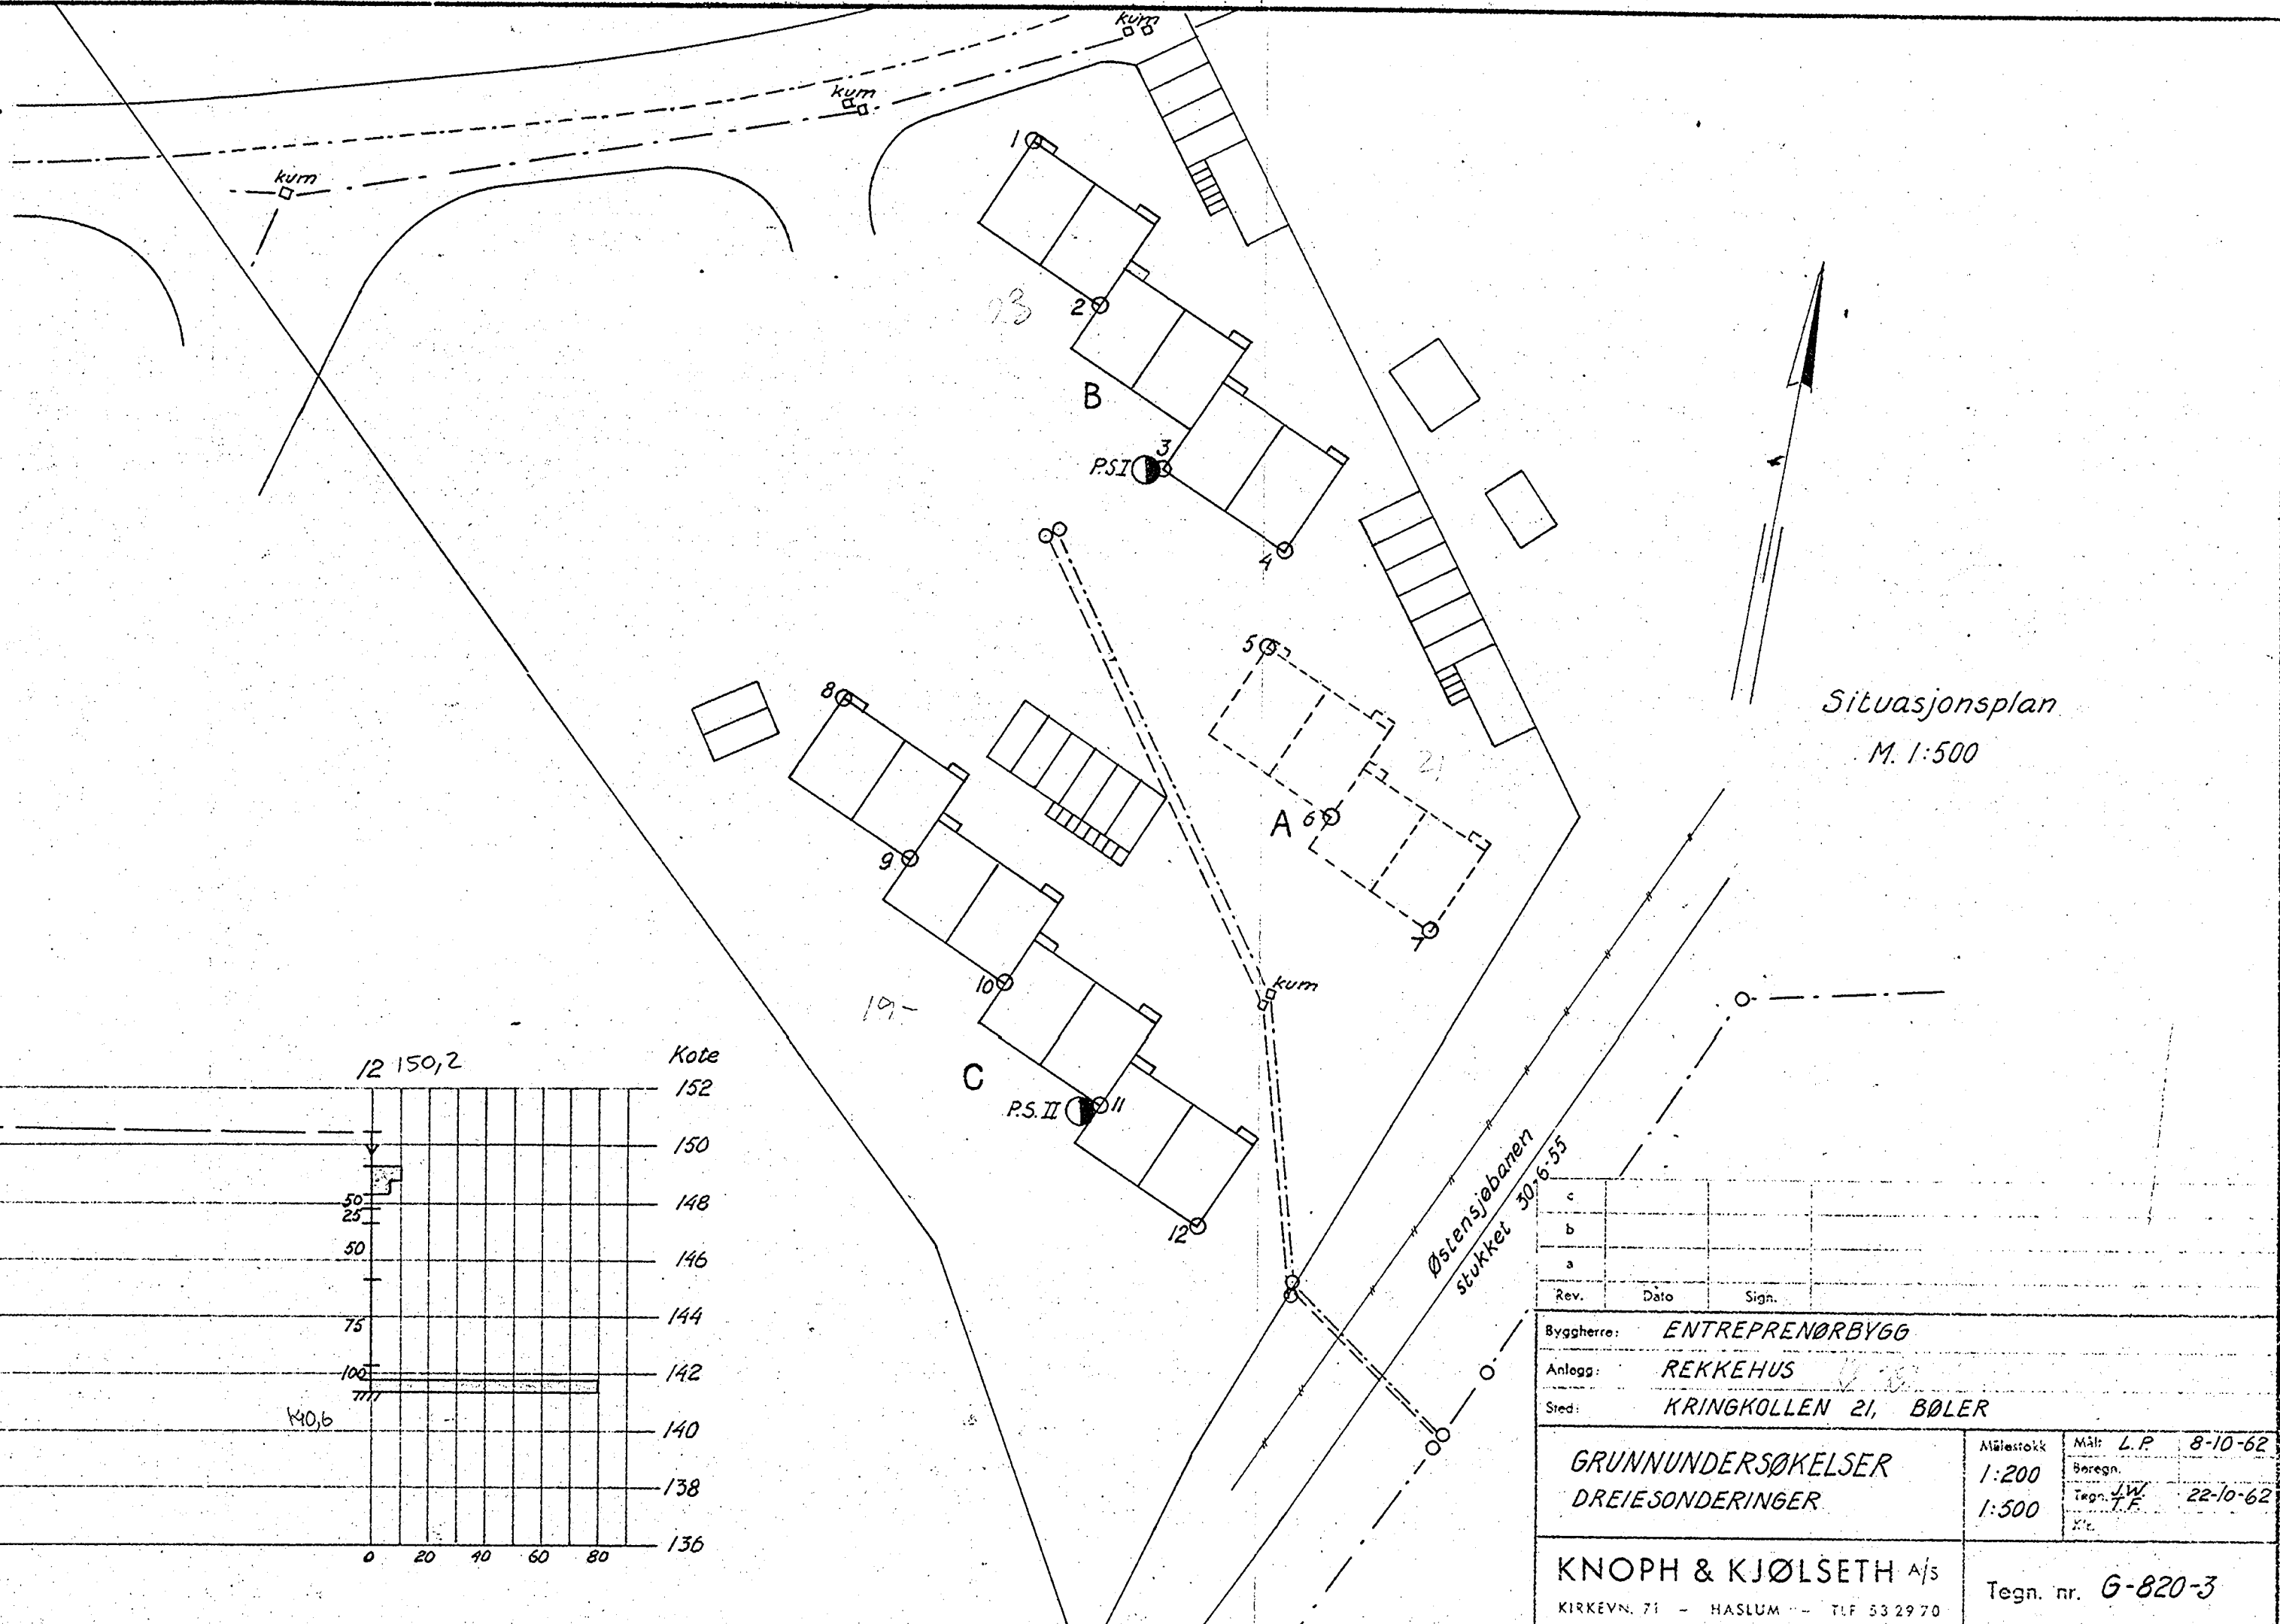 kum
kum
kum
1
2
23
B
3
P.S.I
4
5
21
A 6
7
8
9
10
19-
C
P.S. II 11
12
kum
Situasjonsplan
M. 1:500
Østensjøbanen
stukket 30-6-55
12 150,2
Kote
152
150
148
146
144
142
140
138
136
50
25
50
75
100
140,6
0 20 40 60 80
c
b
a
Rev. Dato Sign.
Byggherre: ENTREPRENØRBYGG
Anlegg: REKKEHUS
Sted: KRINGKOLLEN 21, BØLER
GRUNNUNDERSØKELSER
DREIESONDERINGER
Målestokk
1:200
1:500
Mål: L.P. 8-10-62
Beregn.
Tegn. J.W. T.F. 22-10-62
KNOPH & KJØLSETH A/S
KIRKEVN. 71 - HASLUM - TLF 53 29 70
Tegn. nr. G-820-3